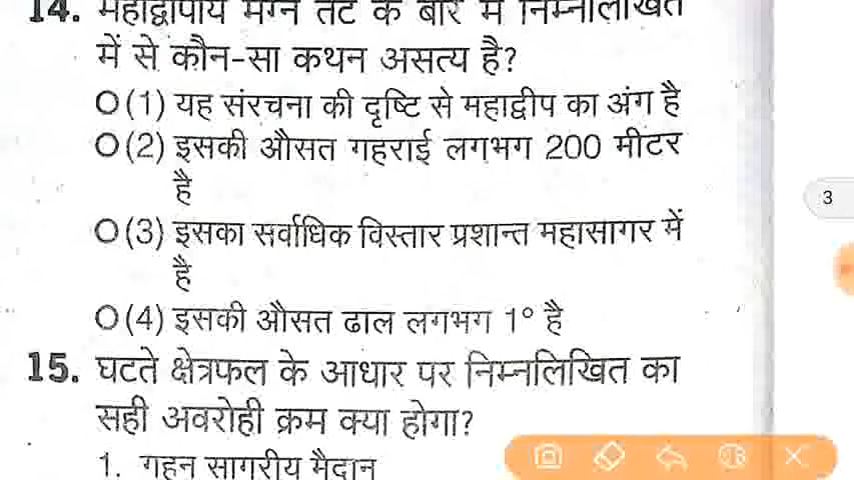 14. महाद्वीपीय मग्न तट के बारे में निम्नलिखित
में से कौन-सा कथन असत्य है?
O(1) यह संरचना की दृष्टि से महाद्वीप का अंग है
O(2) इसकी औसत गहराई लगभग 200 मीटर
है
O(3) इसका सर्वाधिक विस्तार प्रशान्त महासागर में
है
O(4) इसकी औसत ढाल लगभग 1° है
3
15. घटते क्षेत्रफल के आधार पर निम्नलिखित का
सही अवरोही क्रम क्या होगा?
1. गहन सागरीय मैदान